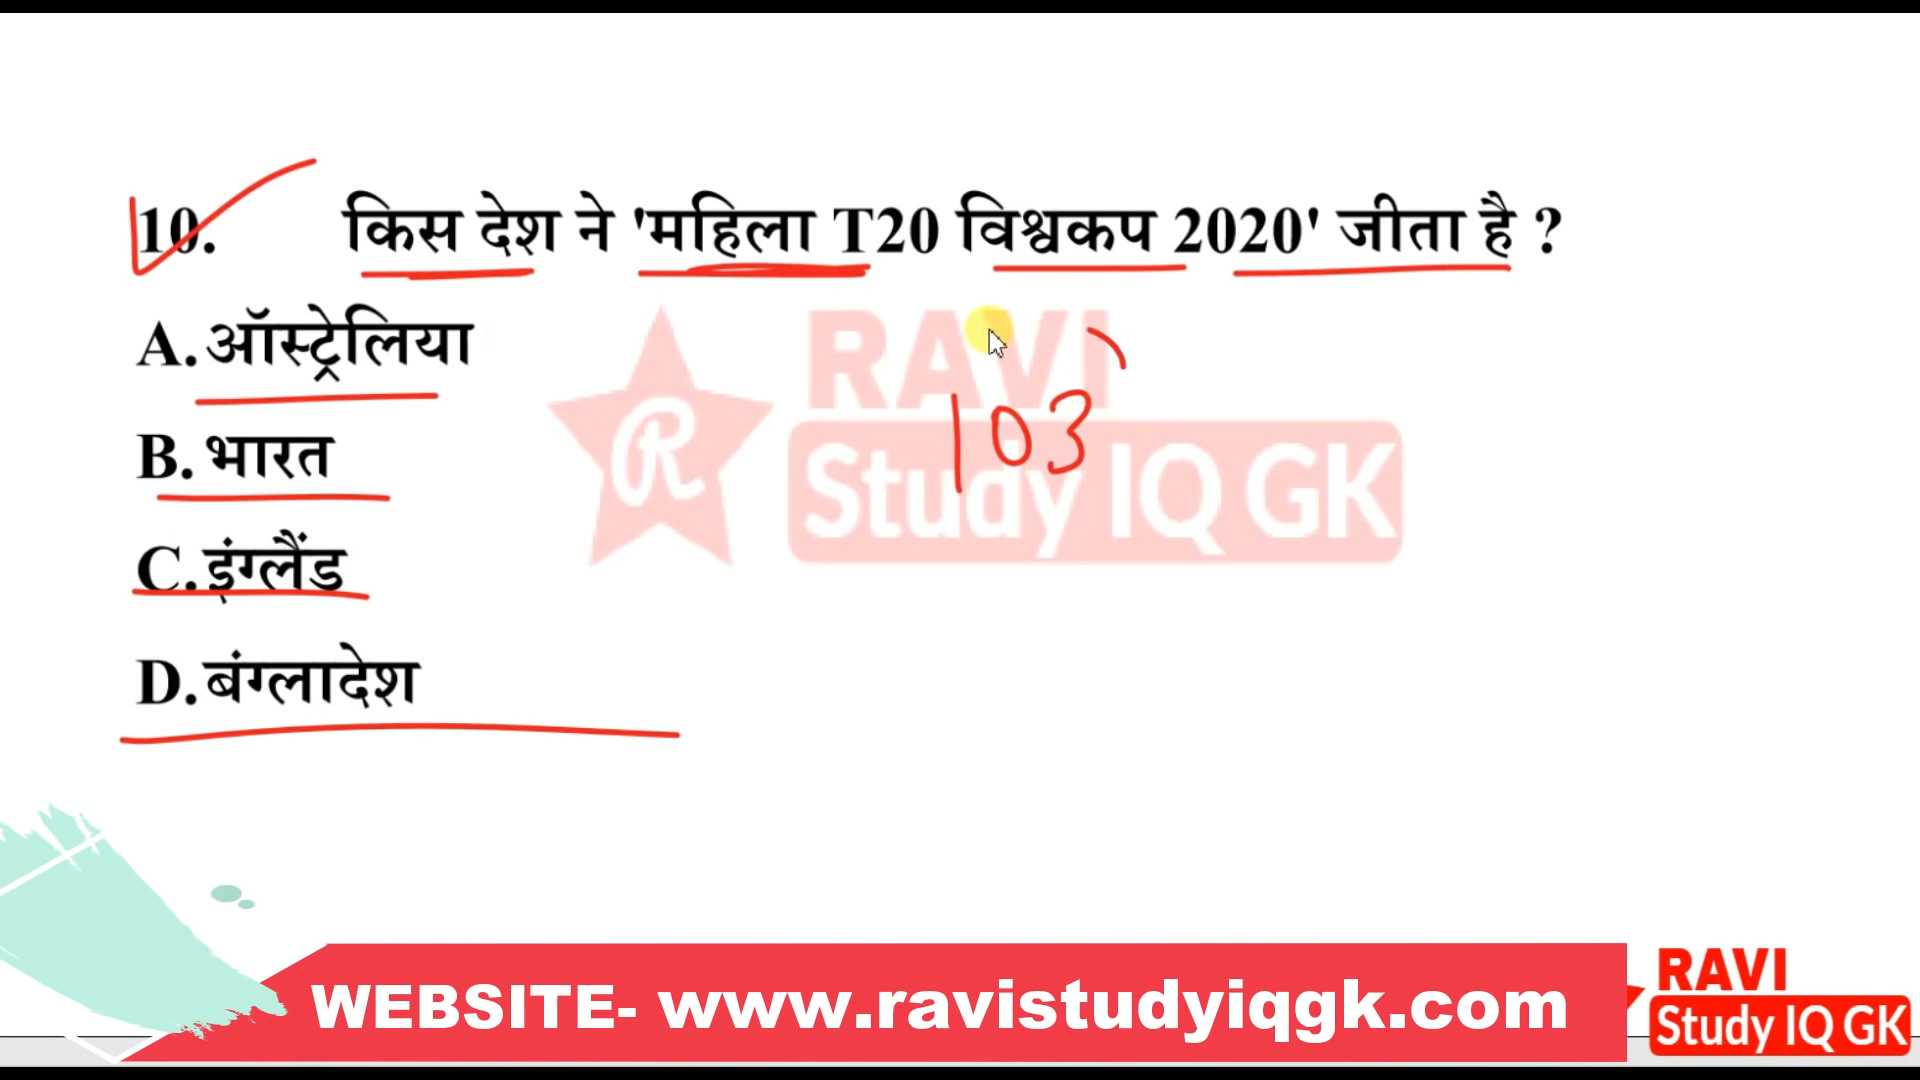 10. किस देश ने 'महिला T20 विश्वकप 2020' जीता है ?
A. ऑस्ट्रेलिया
B. भारत
C. इंग्लैंड
D. बंग्लादेश
103
R
RAVI
Study IQ GK
WEBSITE- www.ravistudyiqgk.com
RAVI
Study IQ GK